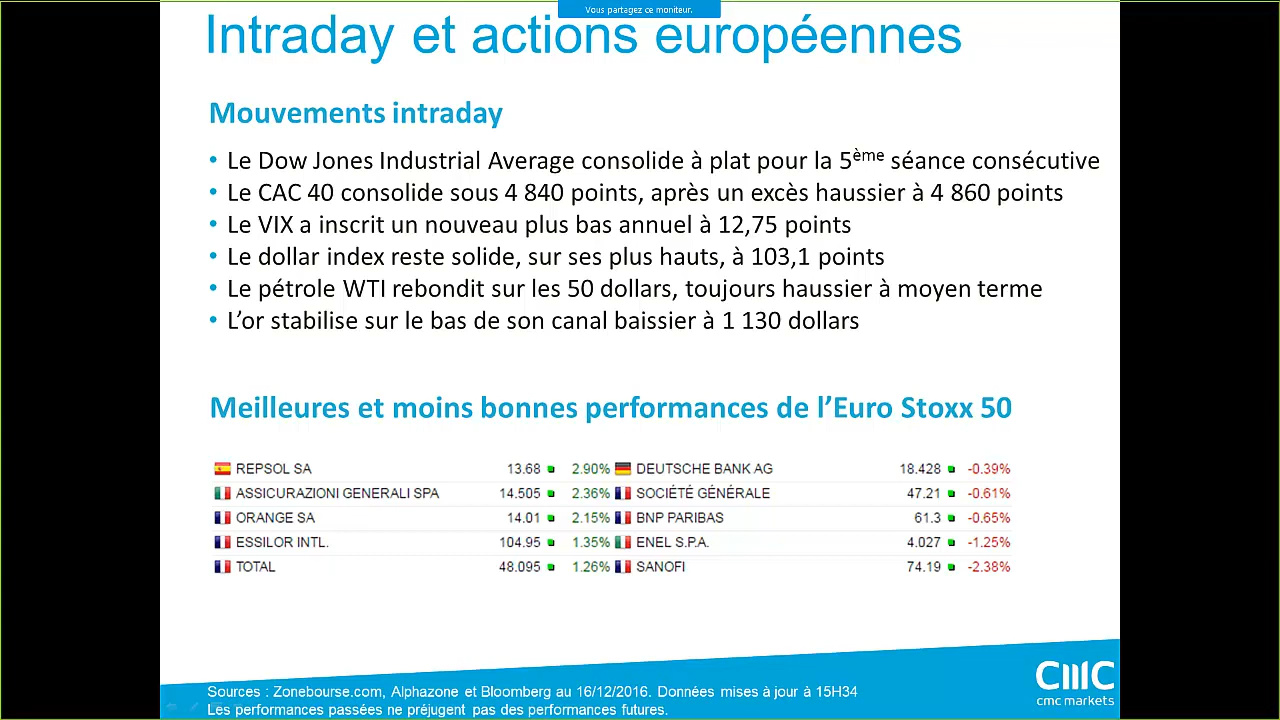 Vous partagez ce moniteur.
Intraday et actions européennes
Mouvements intraday
• Le Dow Jones Industrial Average consolide à plat pour la 5ème séance consécutive
• Le CAC 40 consolide sous 4 840 points, après un excès haussier à 4 860 points
• Le VIX a inscrit un nouveau plus bas annuel à 12,75 points
• Le dollar index reste solide, sur ses plus hauts, à 103,1 points
• Le pétrole WTI rebondit sur les 50 dollars, toujours haussier à moyen terme
• L’or stabilise sur le bas de son canal baissier à 1 130 dollars
Meilleures et moins bonnes performances de l’Euro Stoxx 50
REPSOL SA 13.68 2.90% DEUTSCHE BANK AG 18.428 -0.39%
ASSICURAZIONI GENERALI SPA 14.505 2.36% SOCIÉTÉ GÉNÉRALE 47.21 -0.61%
ORANGE SA 14.01 2.15% BNP PARIBAS 61.3 -0.65%
ESSILOR INTL. 104.95 1.35% ENEL S.P.A. 4.027 -1.25%
TOTAL 48.095 1.26% SANOFI 74.19 -2.38%
CMC
cmc markets
Sources : Zonebourse.com, Alphazone et Bloomberg au 16/12/2016. Données mises à jour à 15H34
Les performances passées ne préjugent pas des performances futures.